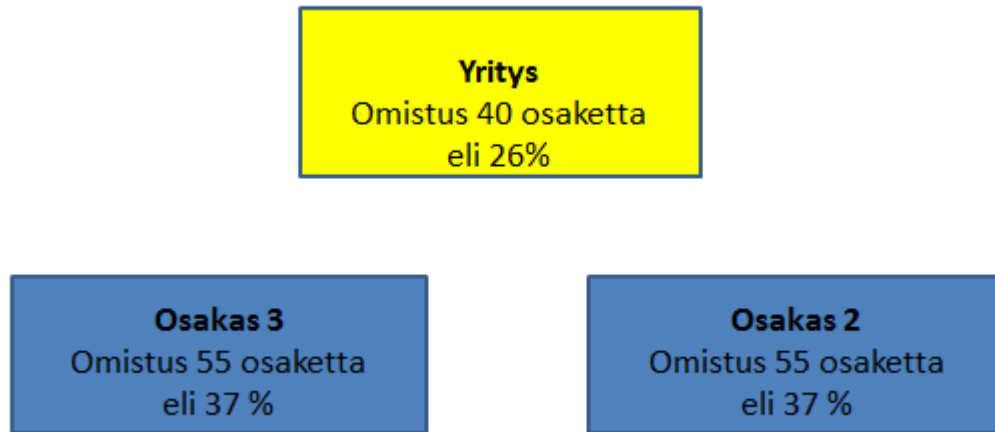 Yritys
Omistus 40 osaketta
eli 26%
Osakas 3
Omistus 55 osaketta
eli 37 %
Osakas 2
Omistus 55 osaketta
eli 37 %